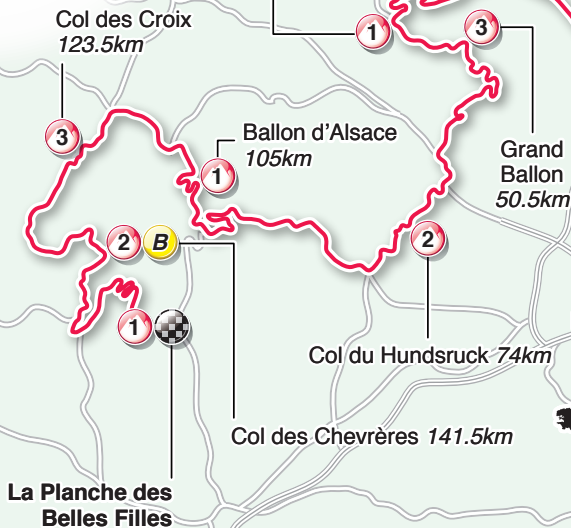 Col des Croix
123.5km
1
3
3
Ballon d'Alsace
105km
1
Grand
Ballon
50.5km
2
B
2
1
Col du Hundsruck 74km
Col des Chevrères 141.5km
La Planche des
Belles Filles